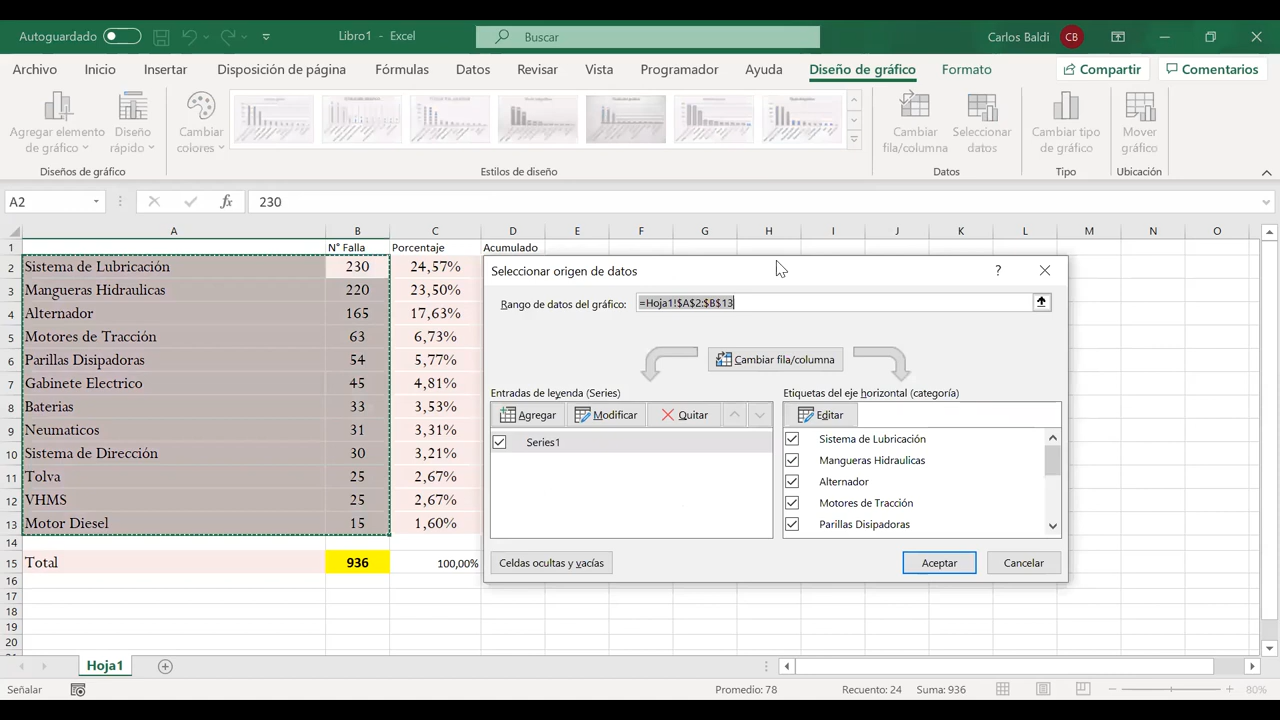 Autoguardado
Libro1 - Excel
Buscar
Carlos Baldi
CB
Archivo Inicio Insertar Disposición de página Fórmulas Datos Revisar Vista Programador Ayuda Diseño de gráfico Formato
Compartir
Comentarios
Agregar elemento de gráfico
Diseño rápido
Cambiar colores
Cambiar fila/columna
Seleccionar datos
Cambiar tipo de gráfico
Mover gráfico
Diseños de gráfico
Estilos de diseño
Datos
Tipo
Ubicación
A2
fx
230
A B C D E F G H I J K L M N O
1 N° Falla Porcentaje Acumulado
2 Sistema de Lubricación 230 24,57%
3 Mangueras Hidraulicas 220 23,50%
4 Alternador 165 17,63%
5 Motores de Tracción 63 6,73%
6 Parillas Disipadoras 54 5,77%
7 Gabinete Electrico 45 4,81%
8 Baterias 33 3,53%
9 Neumaticos 31 3,31%
10 Sistema de Dirección 30 3,21%
11 Tolva 25 2,67%
12 VHMS 25 2,67%
13 Motor Diesel 15 1,60%
14
15 Total 936 100,00%
16
17
18
19
20
Seleccionar origen de datos
?
Rango de datos del gráfico:
=Hoja1!$A$2:$B$13
Cambiar fila/columna
Entradas de leyenda (Series)
Agregar
Modificar
Quitar
Series1
Etiquetas del eje horizontal (categoría)
Editar
Sistema de Lubricación
Mangueras Hidraulicas
Alternador
Motores de Tracción
Parillas Disipadoras
Celdas ocultas y vacías
Aceptar
Cancelar
Hoja1
Señalar
Promedio: 78
Recuento: 24
Suma: 936
80%